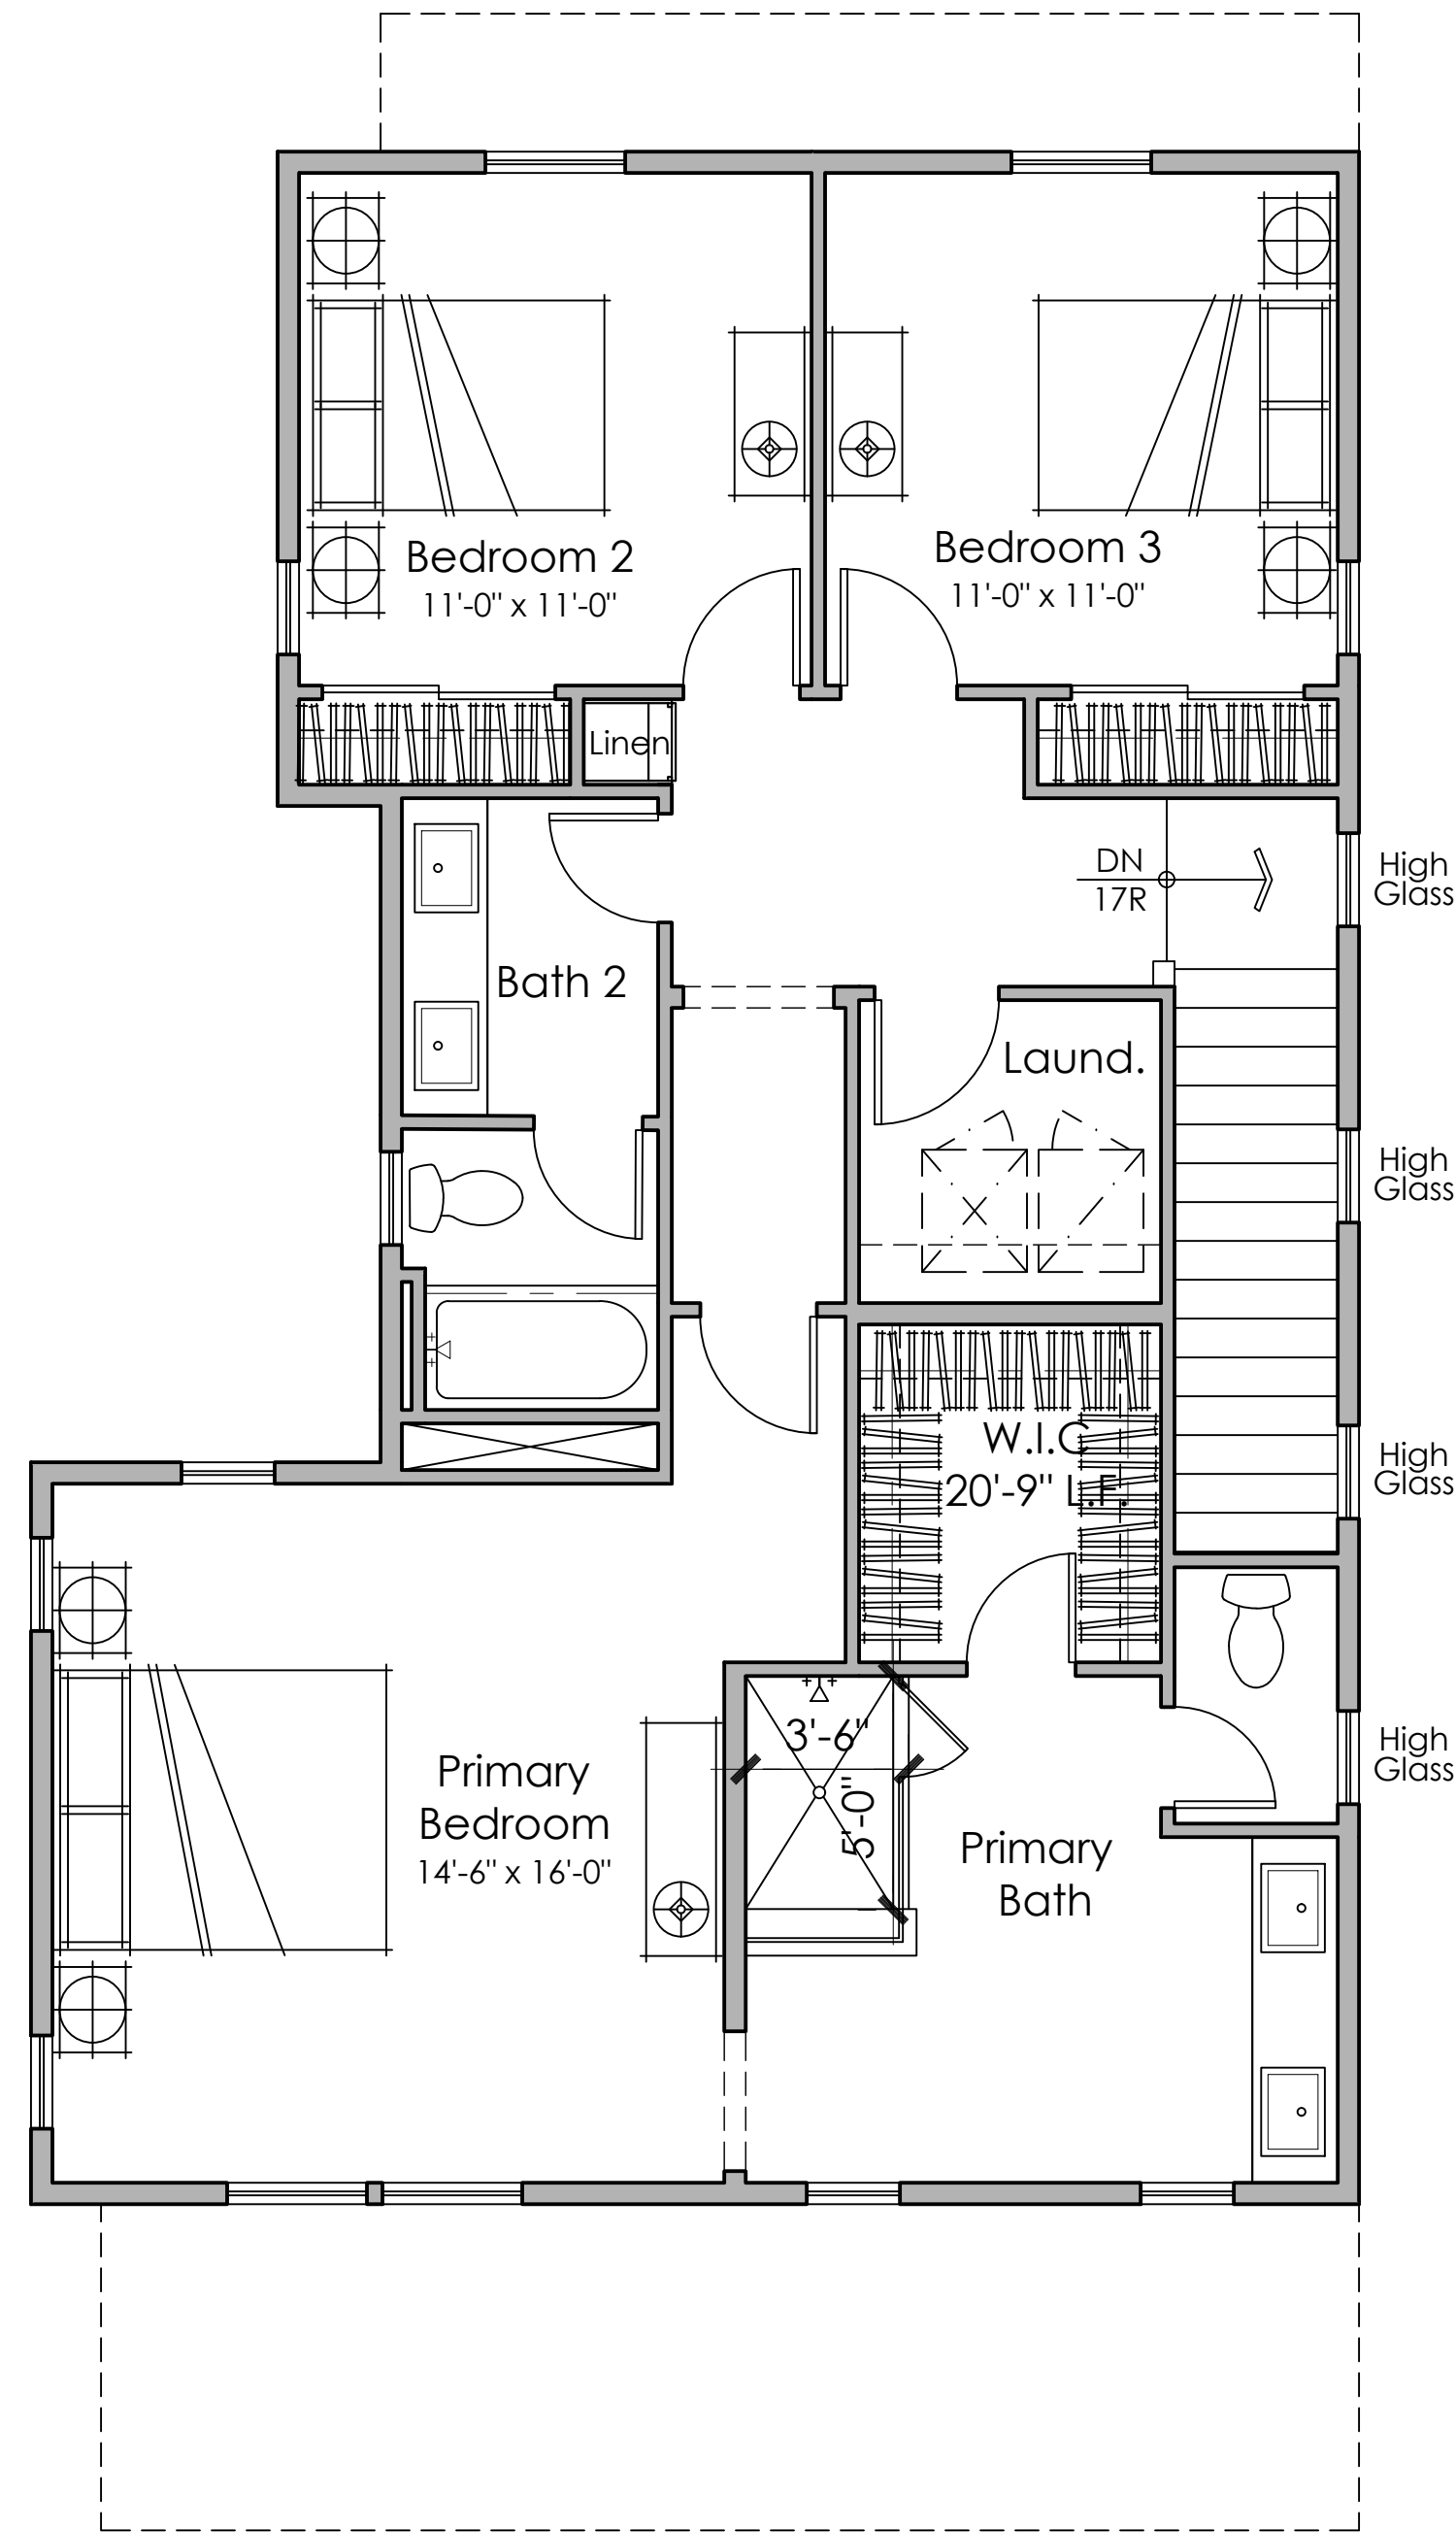 Bedroom 2
11'-0" x 11'-0"
Bedroom 3
11'-0" x 11'-0"
Linen
DN
17R
High
Glass
Bath 2
Laund.
High
Glass
W.I.C
20'-9" L.F.
High
Glass
3'-6"
5'-0"
High
Glass
Primary
Bedroom
14'-6" x 16'-0"
Primary
Bath